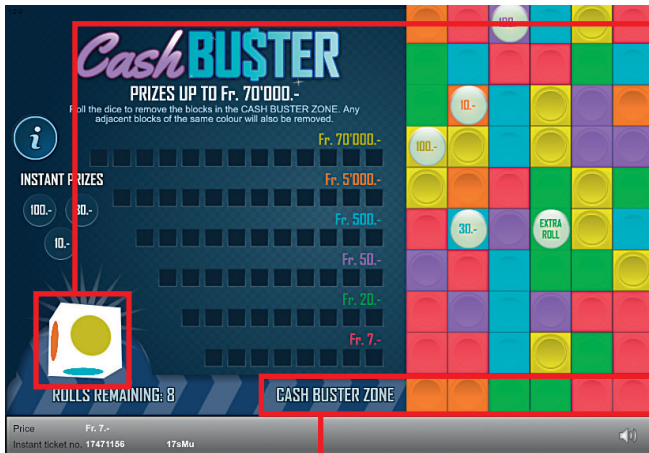 Cash BU$TER
PRIZES UP TO Fr. 70'000.-
Roll the dice to remove the blocks in the CASH BUSTER ZONE. Any
adjacent blocks of the same colour will also be removed.
i
Fr. 70'000.-
INSTANT PRIZES
Fr. 5'000.-
100.- 30.-
10.-
Fr. 500.-
Fr. 50.-
Fr. 20.-
Fr. 7.-
100.-
10.-
100.-
30.-
EXTRA
ROLL
ROLLS REMAINING: 8
CASH BUSTER ZONE
Price Fr. 7.-
Instant ticket no. 17471156 17sMu